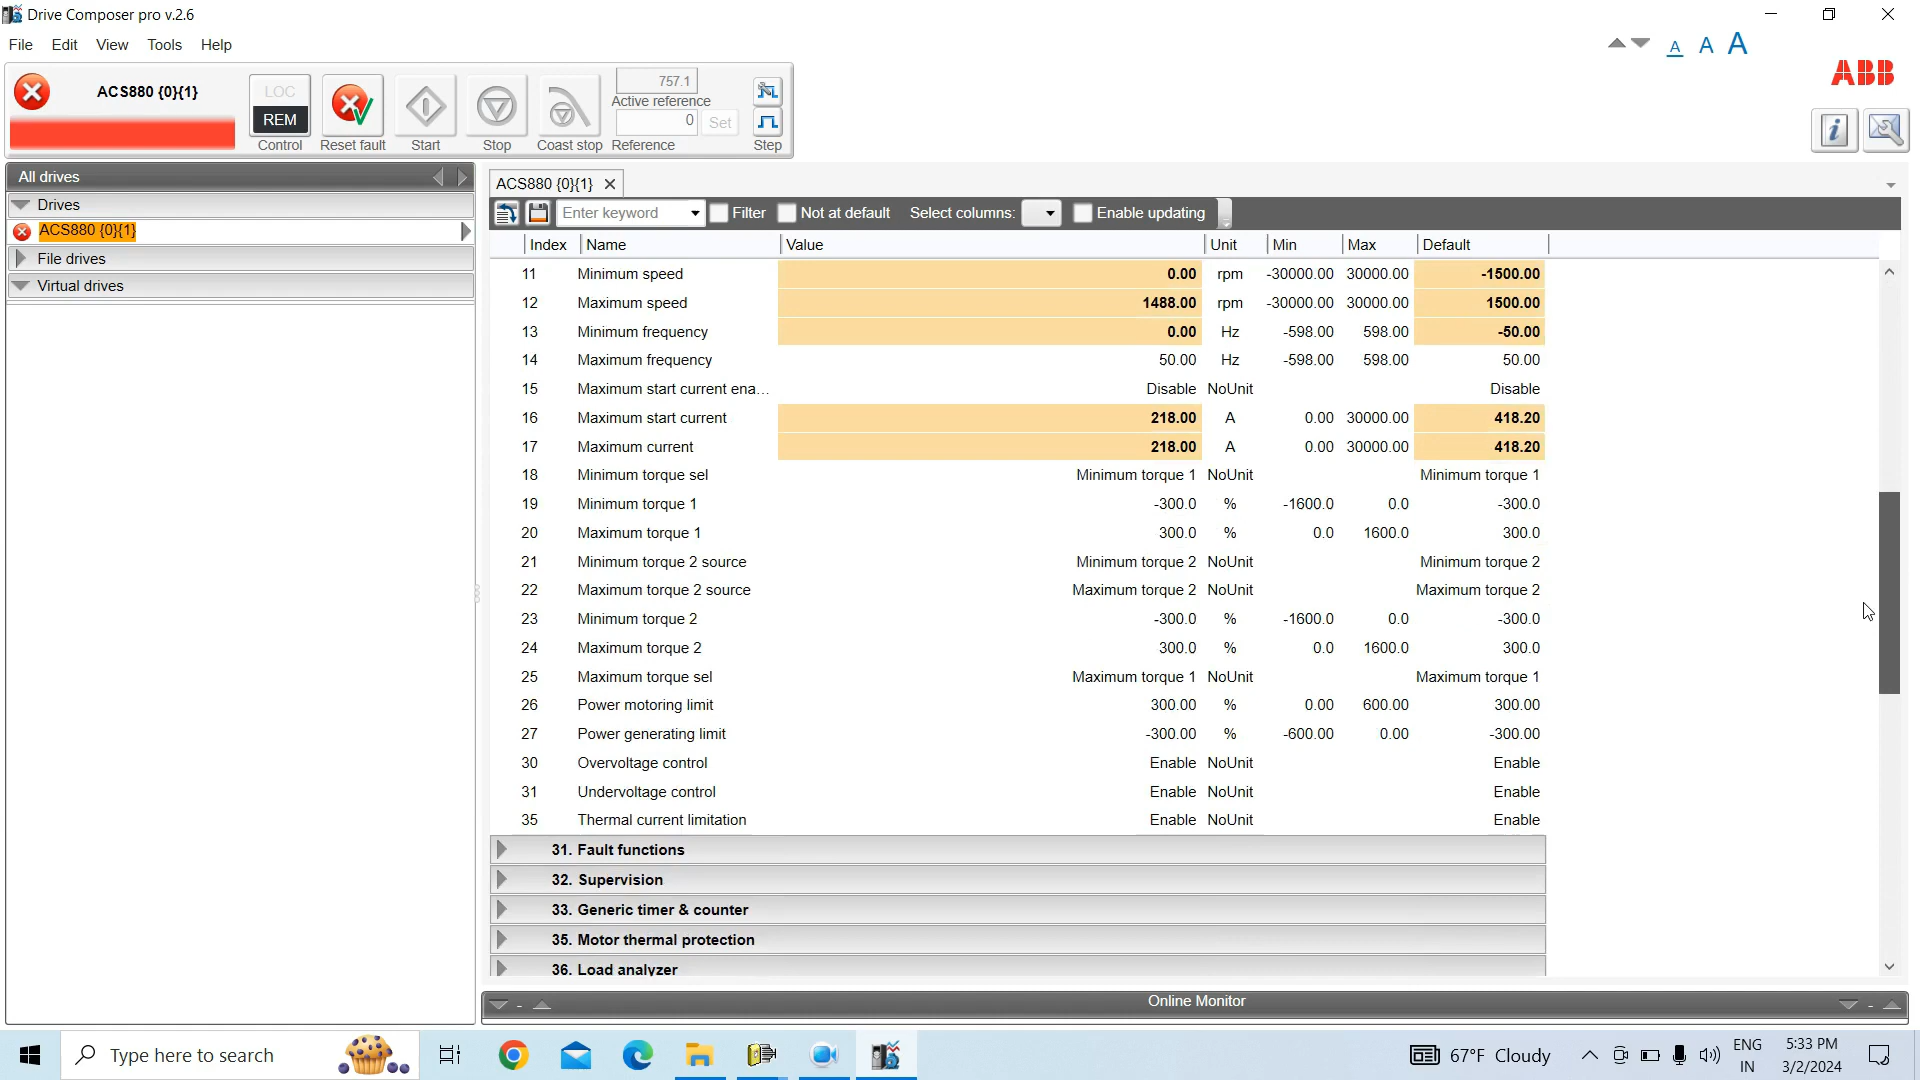 Drive Composer pro v.2.6
File Edit View Tools Help
A A A
ABB
ACS880 {0}{1}
LOC
REM
Control
Reset fault
Start
Stop
Coast stop
757.1
Active reference
0 Set
Reference
Step
All drives
Drives
ACS880 {0}{1}
File drives
Virtual drives
ACS880 {0}{1}
Enter keyword Filter Not at default Select columns: Enable updating
Index Name Value Unit Min Max Default
11 Minimum speed 0.00 rpm -30000.00 30000.00 -1500.00
12 Maximum speed 1488.00 rpm -30000.00 30000.00 1500.00
13 Minimum frequency 0.00 Hz -598.00 598.00 -50.00
14 Maximum frequency 50.00 Hz -598.00 598.00 50.00
15 Maximum start current ena... Disable NoUnit Disable
16 Maximum start current 218.00 A 0.00 30000.00 418.20
17 Maximum current 218.00 A 0.00 30000.00 418.20
18 Minimum torque sel Minimum torque 1 NoUnit Minimum torque 1
19 Minimum torque 1 -300.0 % -1600.0 0.0 -300.0
20 Maximum torque 1 300.0 % 0.0 1600.0 300.0
21 Minimum torque 2 source Minimum torque 2 NoUnit Minimum torque 2
22 Maximum torque 2 source Maximum torque 2 NoUnit Maximum torque 2
23 Minimum torque 2 -300.0 % -1600.0 0.0 -300.0
24 Maximum torque 2 300.0 % 0.0 1600.0 300.0
25 Maximum torque sel Maximum torque 1 NoUnit Maximum torque 1
26 Power motoring limit 300.00 % 0.00 600.00 300.00
27 Power generating limit -300.00 % -600.00 0.00 -300.00
30 Overvoltage control Enable NoUnit Enable
31 Undervoltage control Enable NoUnit Enable
35 Thermal current limitation Enable NoUnit Enable
31. Fault functions
32. Supervision
33. Generic timer & counter
35. Motor thermal protection
36. Load analyzer
Online Monitor
Type here to search
67°F Cloudy
ENG
IN
5:33 PM
3/2/2024